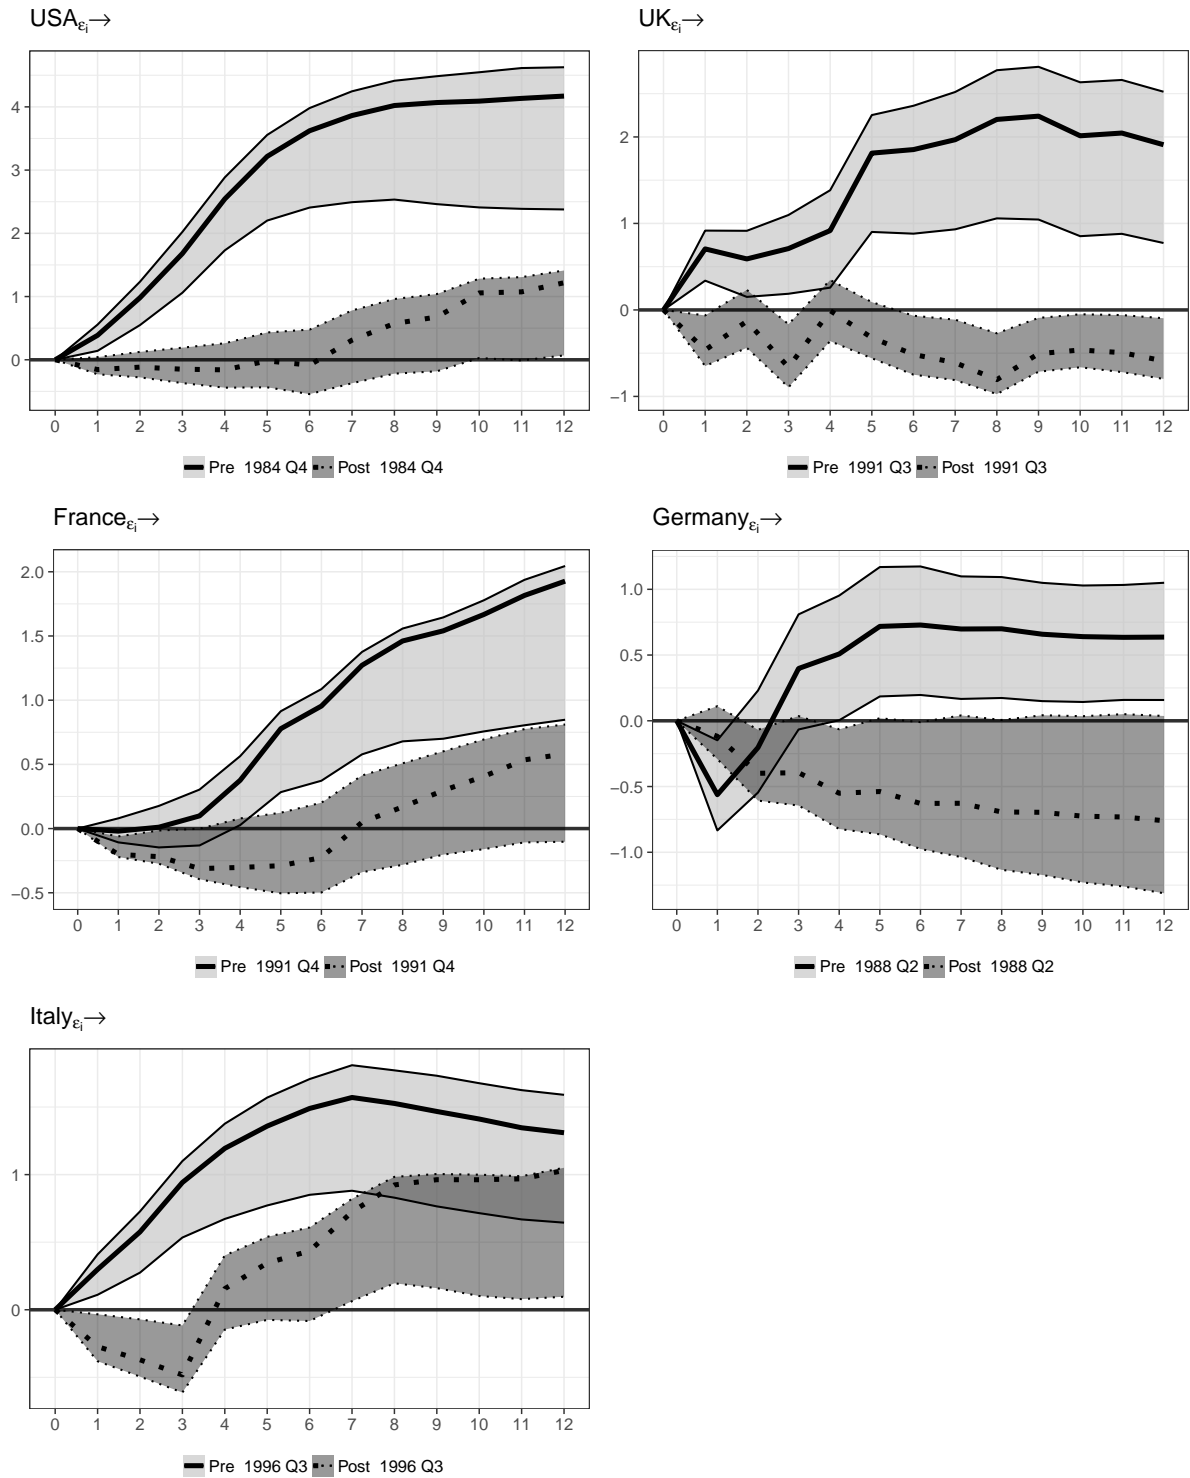 USAεi→
4
3
2
1
0
0 1 2 3 4 5 6 7 8 9 10 11 12
Pre 1984 Q4 Post 1984 Q4
UKεi→
2
1
0
−1
0 1 2 3 4 5 6 7 8 9 10 11 12
Pre 1991 Q3 Post 1991 Q3
Franceεi→
2.0
1.5
1.0
0.5
0.0
−0.5
0 1 2 3 4 5 6 7 8 9 10 11 12
Pre 1991 Q4 Post 1991 Q4
Germanyεi→
1.0
0.5
0.0
−0.5
−1.0
0 1 2 3 4 5 6 7 8 9 10 11 12
Pre 1988 Q2 Post 1988 Q2
Italyεi→
1
0
0 1 2 3 4 5 6 7 8 9 10 11 12
Pre 1996 Q3 Post 1996 Q3